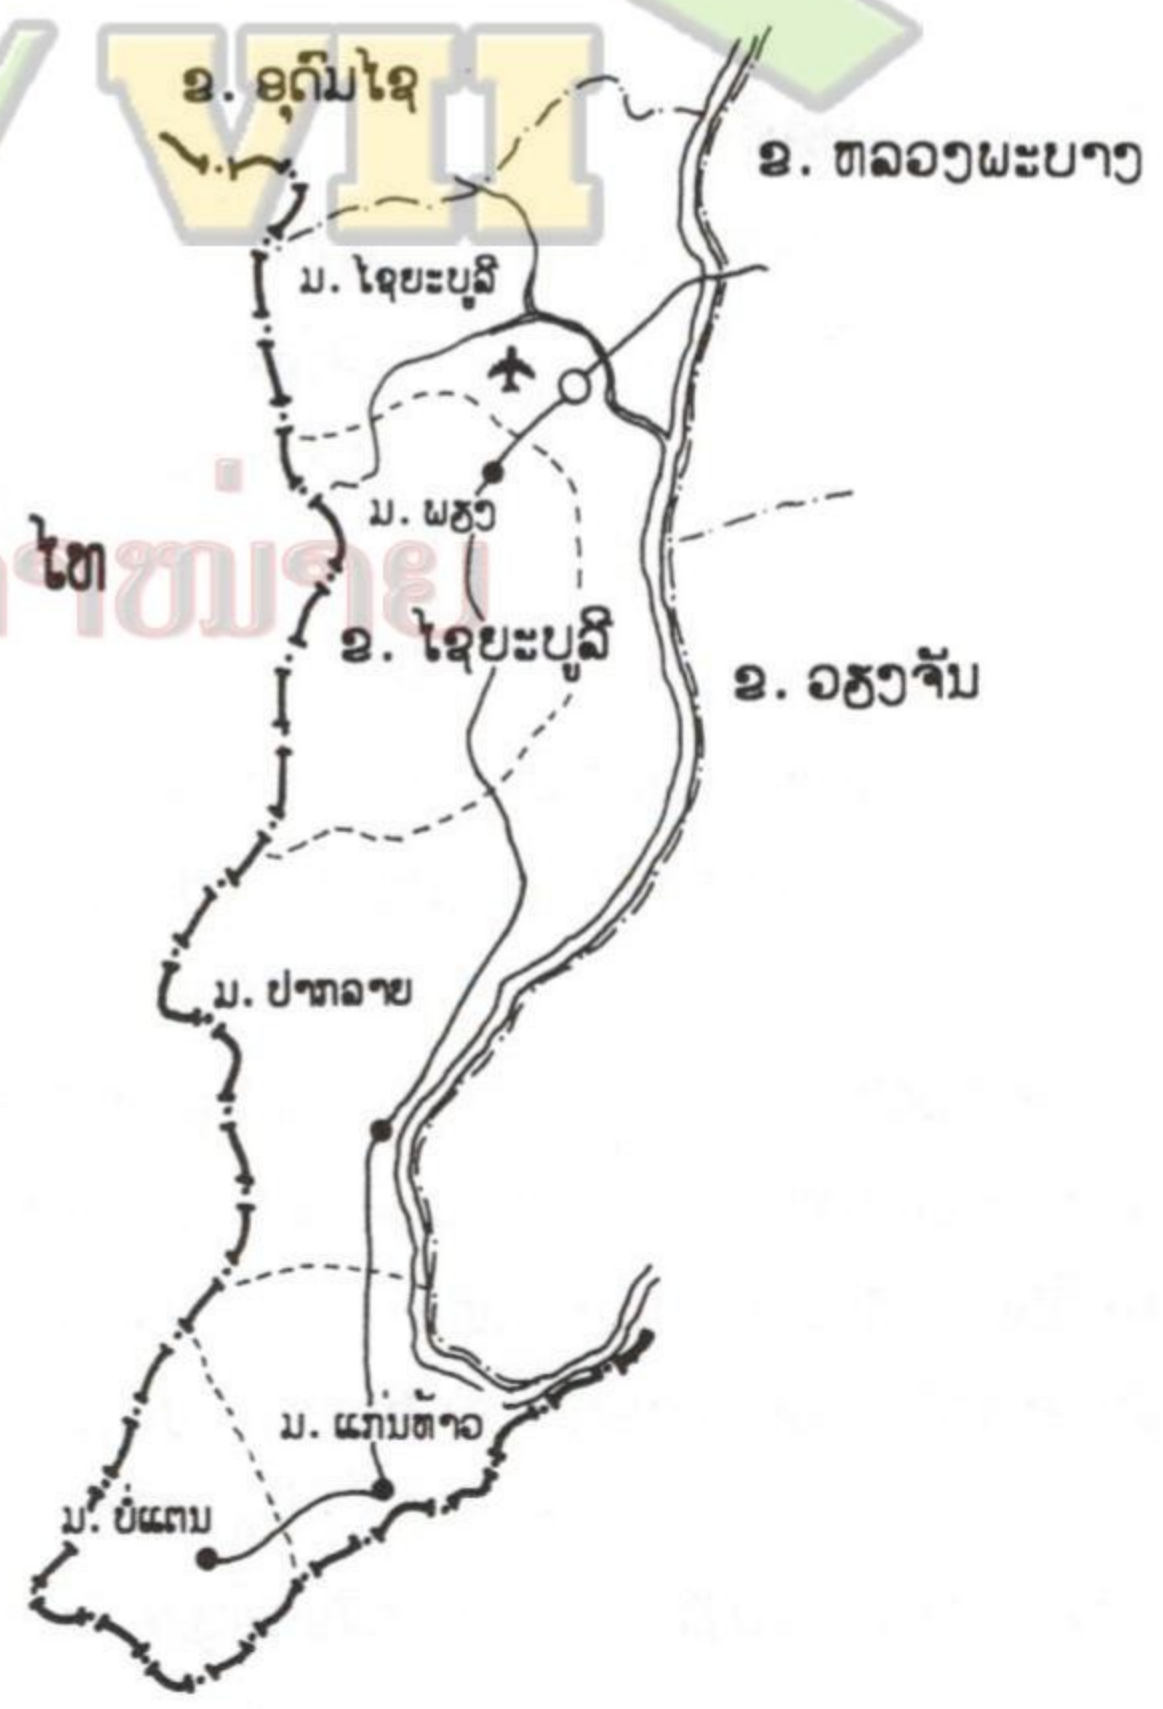 VII
ຂ. ອຸດົມໄຊ
ຂ. ຫລວງພະບາງ
ມ. ໄຊຍະບູລີ
ມ. ພຽງ
ໄທ
ຂ. ໄຊຍະບູລີ
ຂ. ວຽງຈັນ
ມ. ປາກລາຍ
ມ. ແກ່ນທ້າວ
ມ. ບໍ່ແຕນ